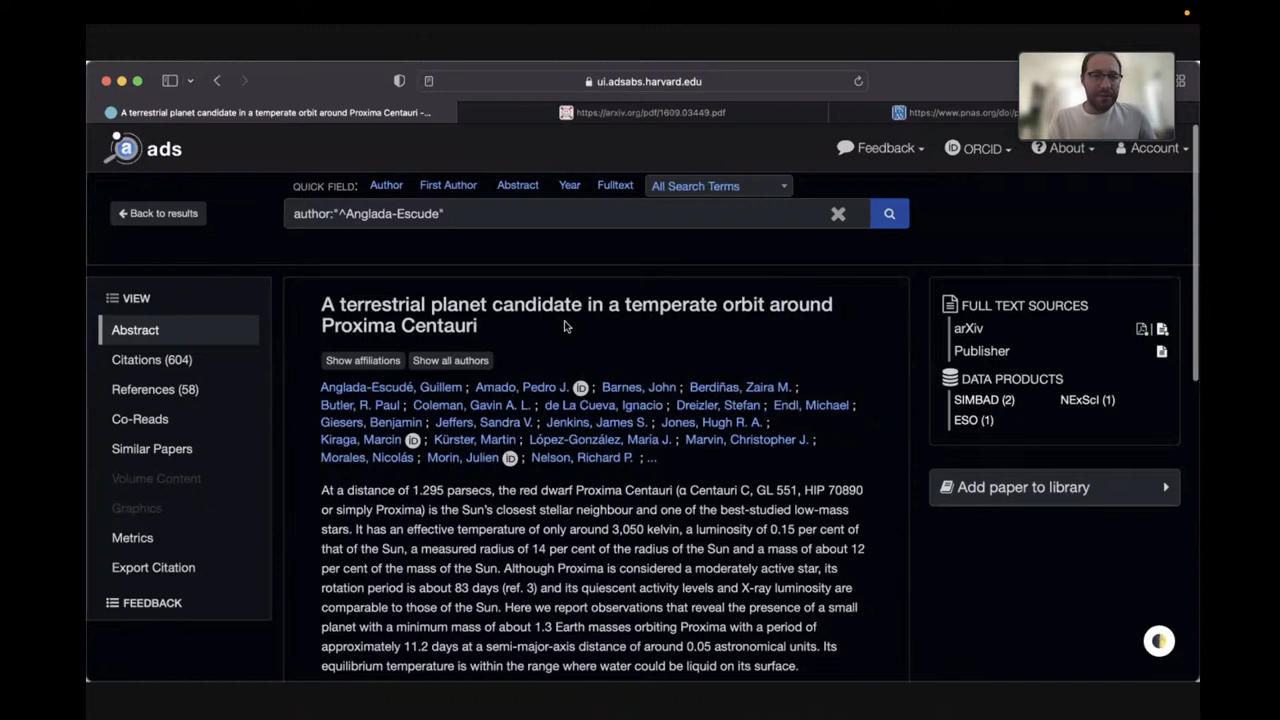 ui.adsabs.harvard.edu
A terrestrial planet candidate in a temperate orbit around Proxima Centauri -...
https://arxiv.org/pdf/1609.03449.pdf
https://www.pnas.org/doi/p
a ads
Feedback
ORCID
About
Account
QUICK FIELD: Author First Author Abstract Year Fulltext All Search Terms
Back to results
author:"^Anglada-Escude"
VIEW
Abstract
Citations (604)
References (58)
Co-Reads
Similar Papers
Volume Content
Graphics
Metrics
Export Citation
FEEDBACK
A terrestrial planet candidate in a temperate orbit around
Proxima Centauri
Show affiliations Show all authors
Anglada-Escudé, Guillem ; Amado, Pedro J. iD ; Barnes, John ; Berdiñas, Zaira M. ;
Butler, R. Paul ; Coleman, Gavin A. L. ; de La Cueva, Ignacio ; Dreizler, Stefan ; Endl, Michael ;
Giesers, Benjamin ; Jeffers, Sandra V. ; Jenkins, James S. ; Jones, Hugh R. A. ;
Kiraga, Marcin iD ; Kürster, Martin ; López-González, María J. ; Marvin, Christopher J. ;
Morales, Nicolás ; Morin, Julien iD ; Nelson, Richard P. ; ...
At a distance of 1.295 parsecs, the red dwarf Proxima Centauri (α Centauri C, GL 551, HIP 70890
or simply Proxima) is the Sun's closest stellar neighbour and one of the best-studied low-mass
stars. It has an effective temperature of only around 3,050 kelvin, a luminosity of 0.15 per cent of
that of the Sun, a measured radius of 14 per cent of the radius of the Sun and a mass of about 12
per cent of the mass of the Sun. Although Proxima is considered a moderately active star, its
rotation period is about 83 days (ref. 3) and its quiescent activity levels and X-ray luminosity are
comparable to those of the Sun. Here we report observations that reveal the presence of a small
planet with a minimum mass of about 1.3 Earth masses orbiting Proxima with a period of
approximately 11.2 days at a semi-major-axis distance of around 0.05 astronomical units. Its
equilibrium temperature is within the range where water could be liquid on its surface.
FULL TEXT SOURCES
arXiv
Publisher
DATA PRODUCTS
SIMBAD (2) NExScI (1)
ESO (1)
Add paper to library